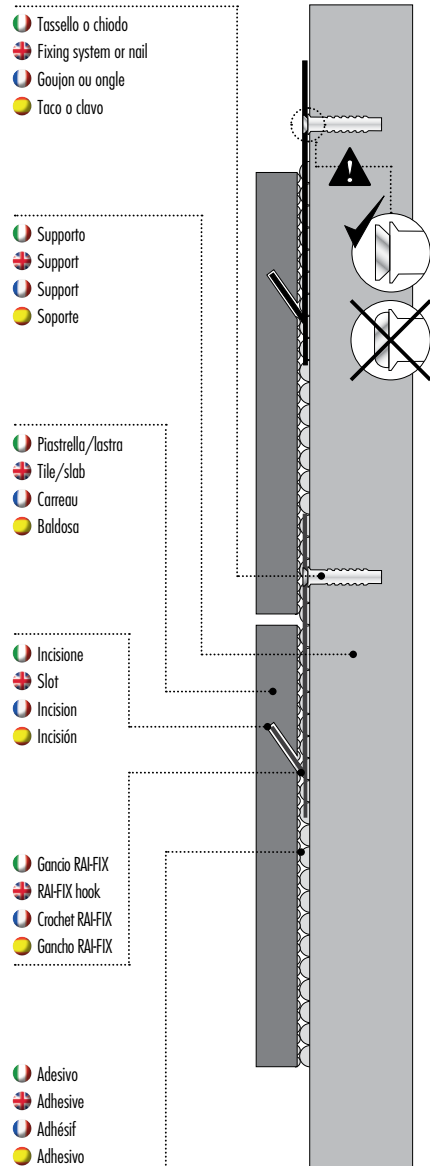 Tassello o chiodo
Fixing system or nail
Goujon ou ongle
Taco o clavo
Supporto
Support
Support
Soporte
Piastrella/lastra
Tile/slab
Carreau
Baldosa
Incisione
Slot
Incision
Incisión
Gancio RAI-FIX
RAI-FIX hook
Crochet RAI-FIX
Gancho RAI-FIX
Adesivo
Adhesive
Adhésif
Adhesivo